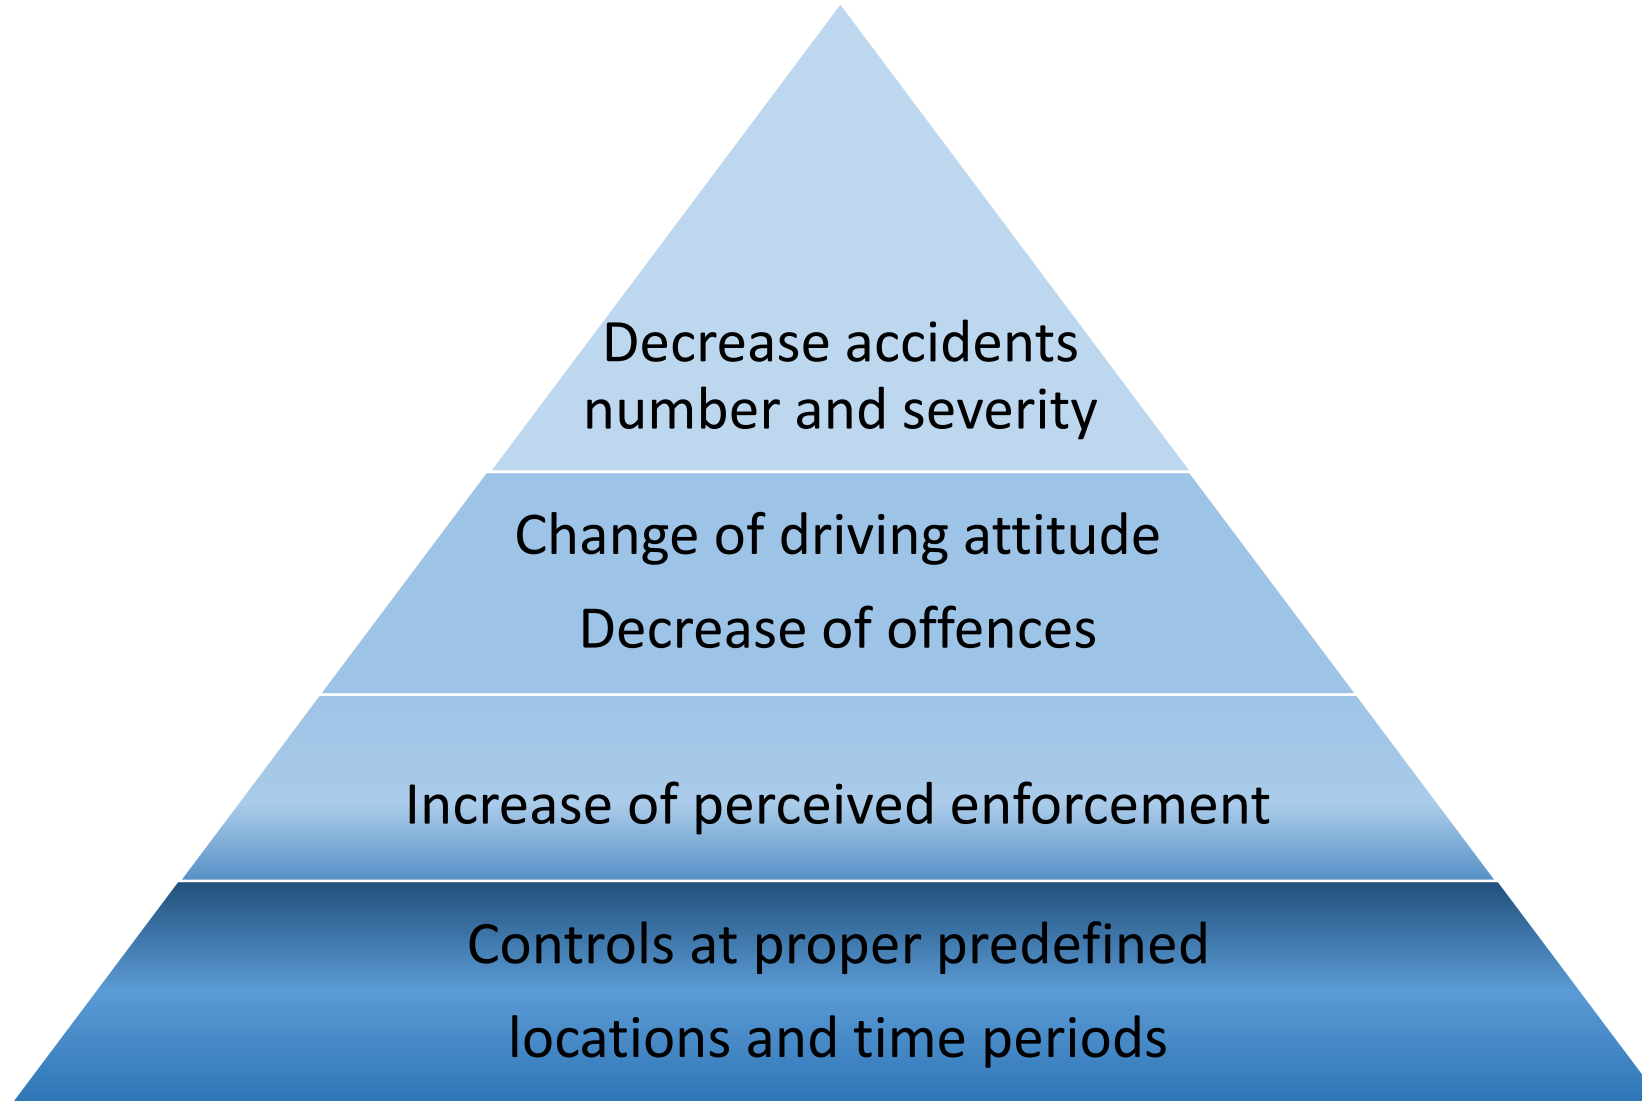 Decrease accidents
number and severity
Change of driving attitude
Decrease of offences
Increase of perceived enforcement
Controls at proper predefined
locations and time periods